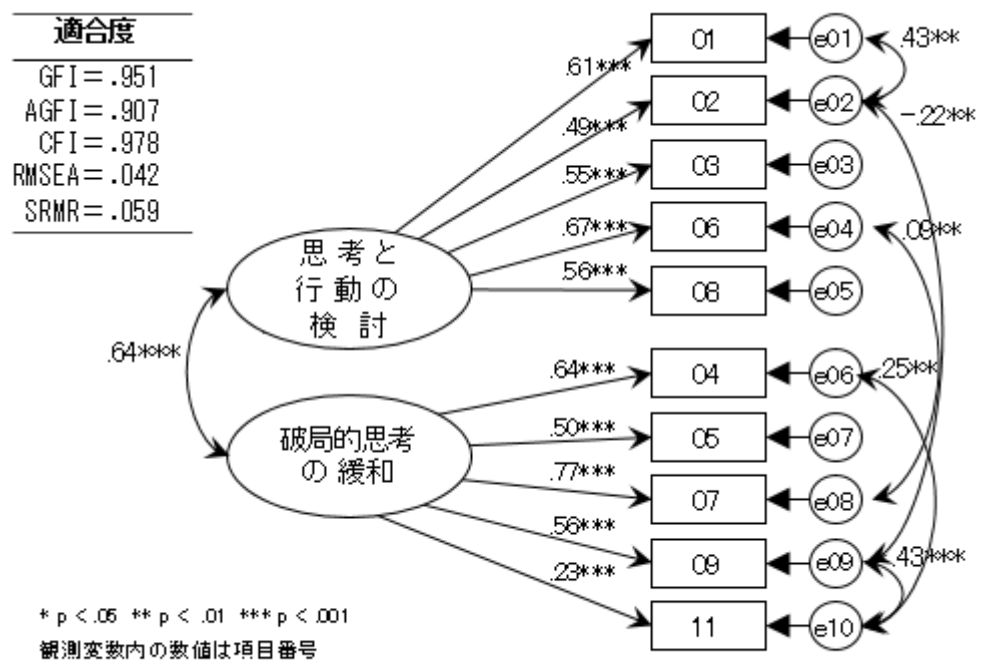 適合度
GFI＝.951
AGFI＝.907
CFI＝.978
RMSEA＝.042
SRMR＝.059
思考と
行動の
検討
破局的思考
の緩和
.64***
.61***
.49***
.55***
.67***
.56***
.64***
.50***
.77***
.56***
.23***
01
02
03
06
08
04
05
07
09
11
e01
e02
e03
e04
e05
e06
e07
e08
e09
e10
.43**
-.22**
.09**
.25**
.43***
* p <.05 ** p < .01 *** p < .001
観測変数内の数値は項目番号